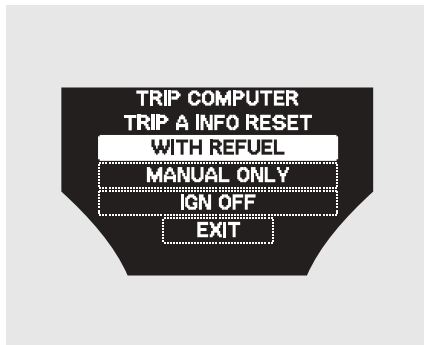 TRIP COMPUTER
TRIP A INFO RESET
WITH REFUEL
MANUAL ONLY
IGN OFF
EXIT